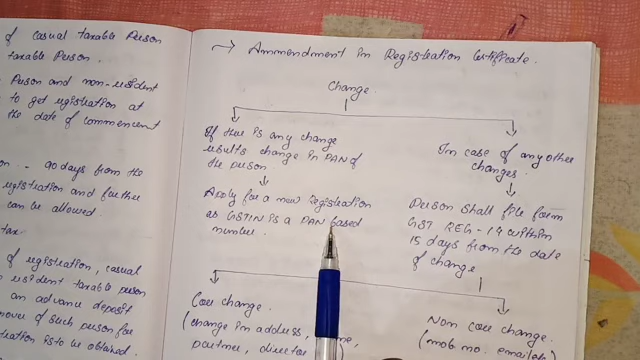 of casual taxable Person
taxable Person.
Person and non-resident
to get registration at
the date of commencent
on - 90 days from the
registration and further
can be allowed.
tax
of registration, casual
resident taxable person
an advance deposit
of such person for
is to be obtained.
→ Ammendment in Registration Certificate.
Change.
If there is any change
results change in PAN of
the person
Apply for a new Registration
as GSTIN is a PAN based
number.
In case of any other
changes.
Person shall file form
GST REG - 14 within
15 days from the date
of change
Core change.
(change in address,
partner, director
Non core change
(mob. no. emailid)